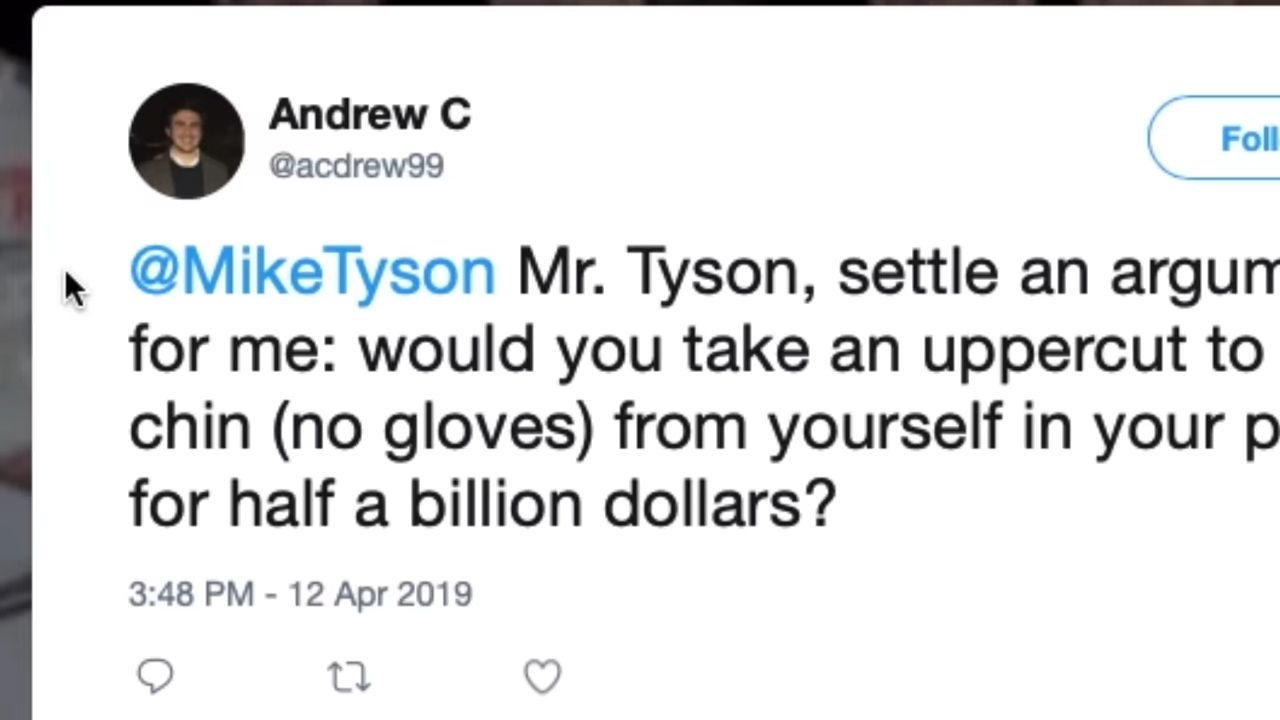 Andrew C
@acdrew99
Foll
@MikeTyson Mr. Tyson, settle an argum
for me: would you take an uppercut to
chin (no gloves) from yourself in your p
for half a billion dollars?
3:48 PM - 12 Apr 2019